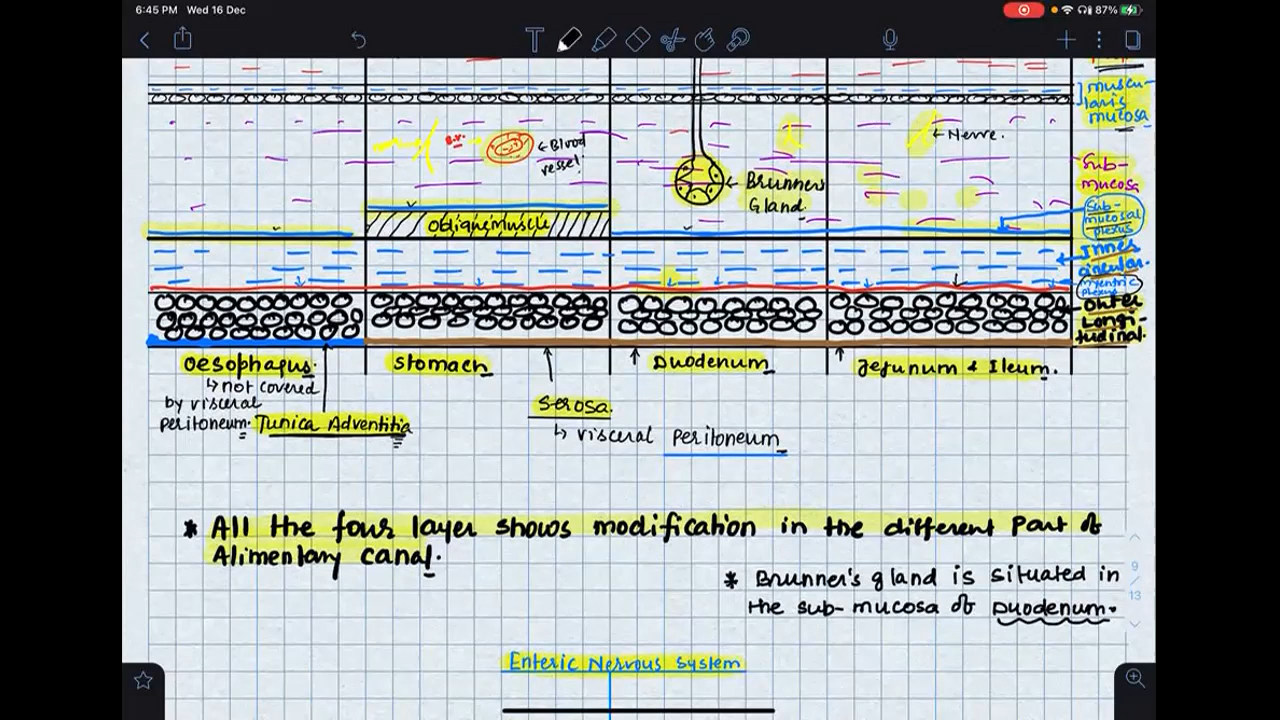 6:45 PM Wed 16 Dec
87%
muscu-
laris
mucosa
B.V.
←Blood
vessel
←Nerve.
Sub-
mucosa
←Brunners
Gland.
Oblique Muscle
Sub-
mucosal
plexus
Inner
circular.
myentric
plexus
outer
Longi-
tudinal.
Oesophagus.
↳ not covered
by visceral
peritoneum.
Tunica Adventitia
Stomach
Duodenum
Jejunum & Ileum.
Serosa.
↳ visceral peritoneum
* All the four layer shows modification in the different Part of
Alimentary canal.
* Brunner's gland is situated in
the sub-mucosa of Duodenum.
9
/
13
Enteric Nervous System